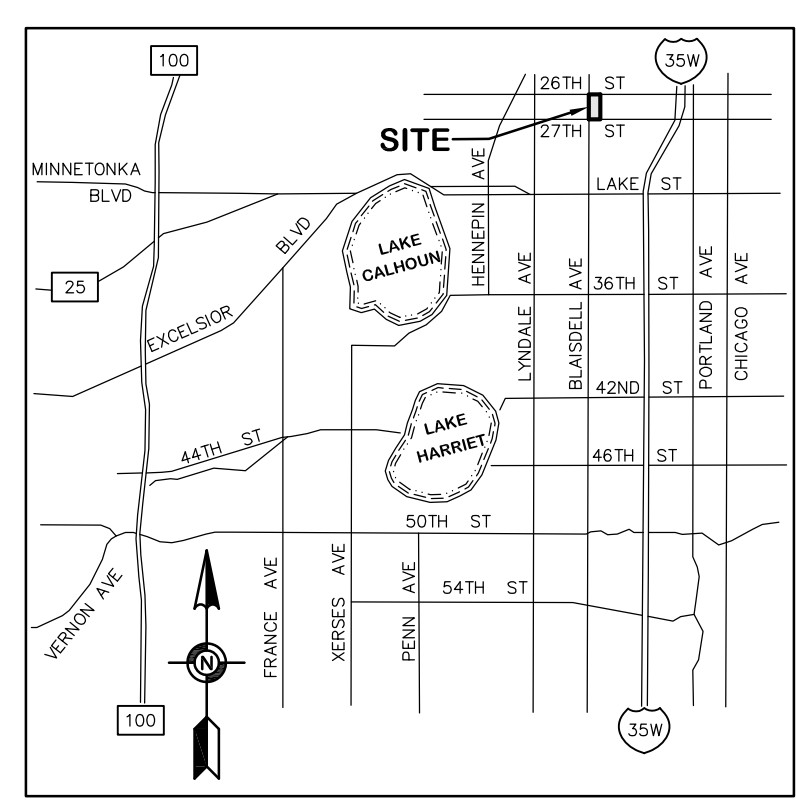 100
35W
26TH ST
SITE
27TH ST
MINNETONKA
BLVD
LAKE ST
HENNEPIN AVE
BLVD
LAKE
CALHOUN
25
EXCELSIOR
LYNDALE AVE
BLAISDELL AVE
36TH ST
PORTLAND AVE
CHICAGO AVE
42ND ST
LAKE
HARRIET
44TH ST
46TH ST
50TH ST
VERNON AVE
FRANCE AVE
XERSES AVE
PENN AVE
54TH ST
N
100
35W